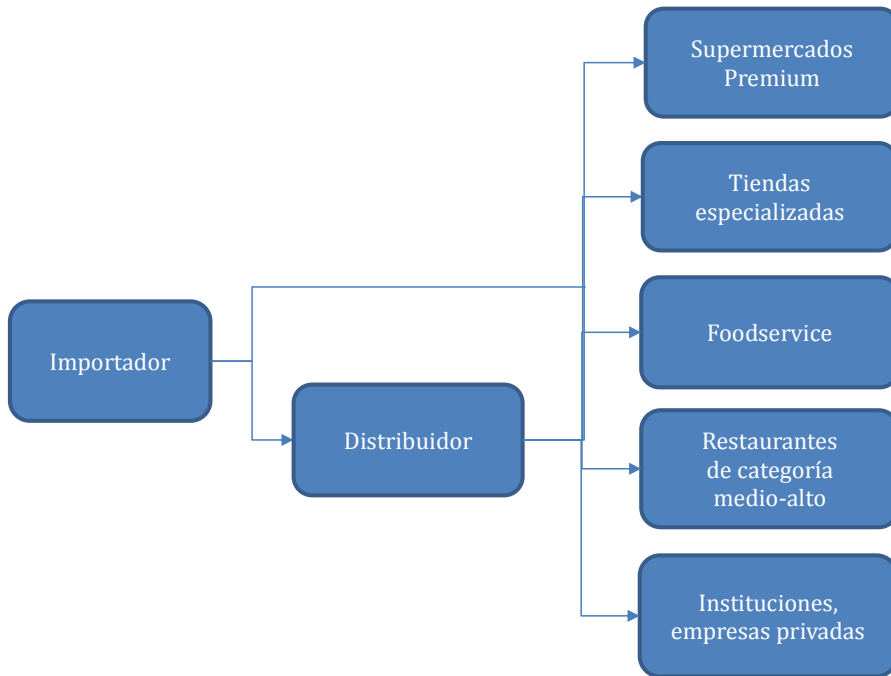 Supermercados
Premium
Tiendas
especializadas
Importador
Foodservice
Distribuidor
Restaurantes
de categoría
medio-alto
Instituciones,
empresas privadas